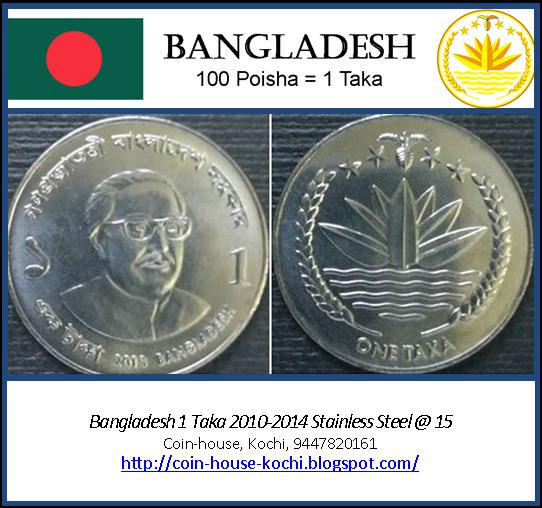 BANGLADESH
100 Poisha = 1 Taka
গণপ্রজাতন্ত্রী বাংলাদেশ সরকার
১
1
এক টাকা 2013 BANGLADESH
ONE TAKA
Bangladesh 1 Taka 2010-2014 Stainless Steel @ 15
Coin-house, Kochi, 9447820161
http://coin-house-kochi.blogspot.com/